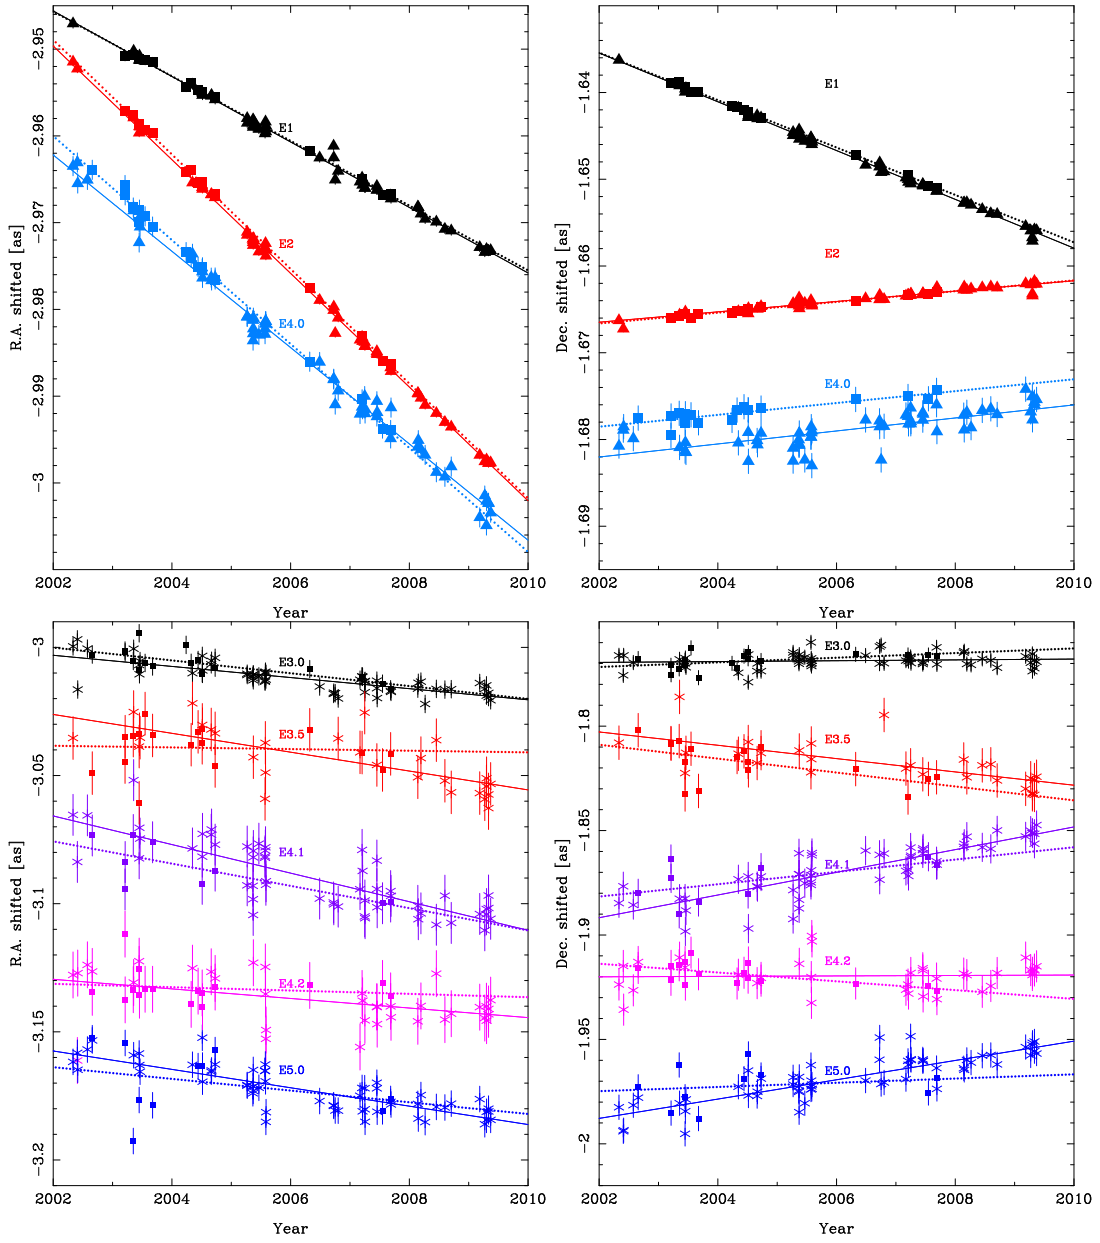 R.A. shifted [as]
-2.95
-2.96
-2.97
-2.98
-2.99
-3
E1
E2
E4.0
2002 2004 2006 2008 2010
Year
Dec. shifted [as]
-1.64
-1.65
-1.66
-1.67
-1.68
-1.69
E1
E2
E4.0
2002 2004 2006 2008 2010
Year
R.A. shifted [as]
-3
-3.05
-3.1
-3.15
-3.2
E3.0
E3.5
E4.1
E4.2
E5.0
2002 2004 2006 2008 2010
Year
Dec. shifted [as]
-1.8
-1.85
-1.9
-1.95
-2
E3.0
E3.5
E4.1
E4.2
E5.0
2002 2004 2006 2008 2010
Year